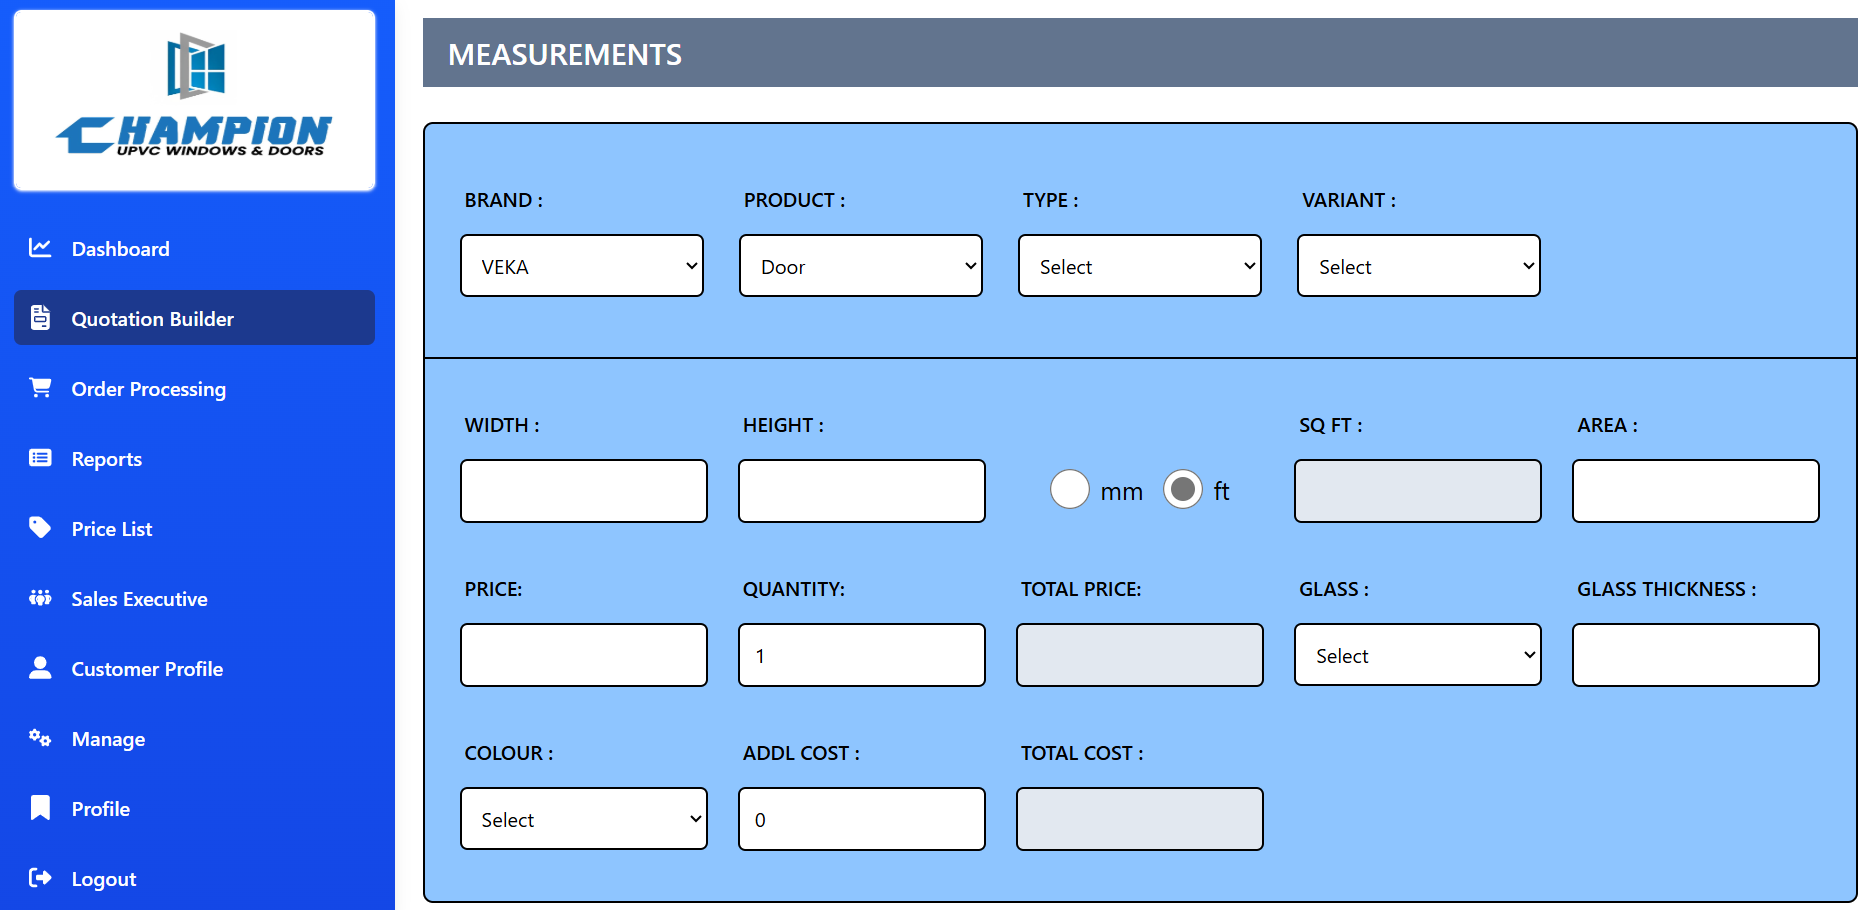 CHAMPION
UPVC WINDOWS & DOORS
Dashboard
Quotation Builder
Order Processing
Reports
Price List
Sales Executive
Customer Profile
Manage
Profile
Logout
MEASUREMENTS
BRAND : PRODUCT : TYPE : VARIANT :
VEKA Door Select Select
WIDTH : HEIGHT : SQ FT : AREA :
mm ft
PRICE: QUANTITY: TOTAL PRICE: GLASS : GLASS THICKNESS :
1 Select
COLOUR : ADDL COST : TOTAL COST :
Select 0